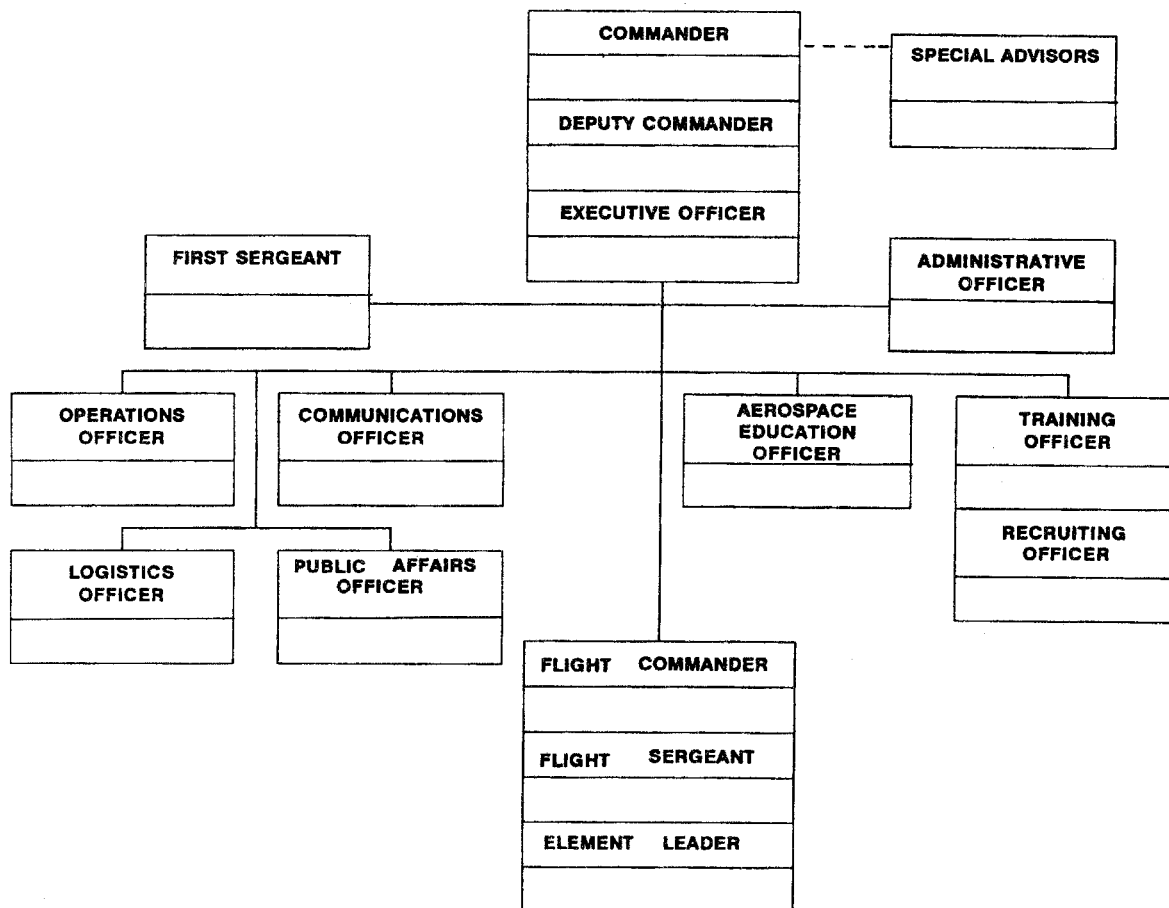 COMMANDER
SPECIAL ADVISORS
DEPUTY COMMANDER
EXECUTIVE OFFICER
FIRST SERGEANT
ADMINISTRATIVE
OFFICER
OPERATIONS
OFFICER
COMMUNICATIONS
OFFICER
AEROSPACE
EDUCATION
OFFICER
TRAINING
OFFICER
RECRUITING
OFFICER
LOGISTICS
OFFICER
PUBLIC AFFAIRS
OFFICER
FLIGHT COMMANDER
FLIGHT SERGEANT
ELEMENT LEADER